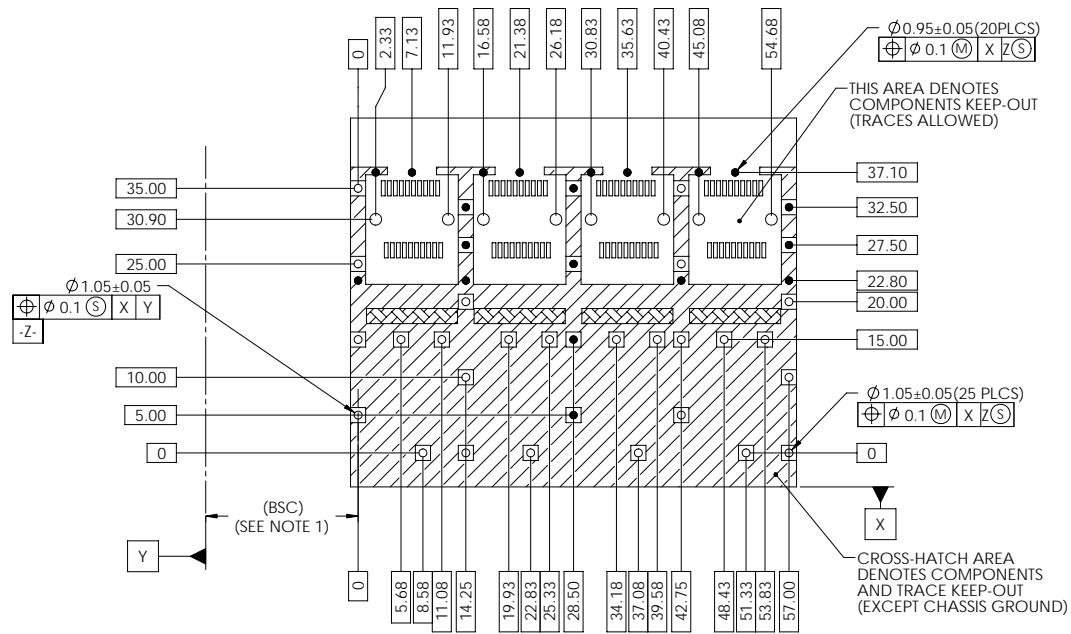 0
2.33
7.13
11.93
16.58
21.38
26.18
30.83
35.63
40.43
45.08
54.68
Ø0.95±0.05(20PLCS)
⌖ Ø 0.1 Ⓜ X ZⓈ
THIS AREA DENOTES
COMPONENTS KEEP-OUT
(TRACES ALLOWED)
35.00
30.90
25.00
37.10
32.50
27.50
22.80
20.00
15.00
Ø1.05±0.05
⌖ Ø 0.1 Ⓢ X Y
-Z-
10.00
5.00
0
Ø1.05±0.05(25 PLCS)
⌖ Ø 0.1 Ⓜ X ZⓈ
0
(BSC)
(SEE NOTE 1)
Y
X
CROSS-HATCH AREA
DENOTES COMPONENTS
AND TRACE KEEP-OUT
(EXCEPT CHASSIS GROUND)
0
5.68
8.58
11.08
14.25
19.93
22.83
25.33
28.50
34.18
37.08
39.58
42.75
48.43
51.33
53.83
57.00